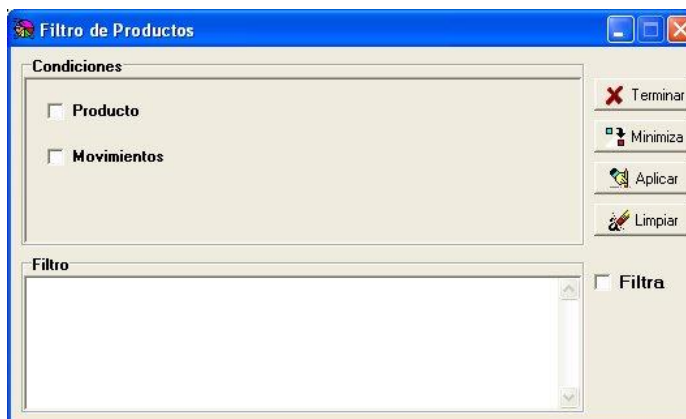 Filtro de Productos
Condiciones
Producto
Movimientos
Terminar
Minimiza
Aplicar
Limpiar
Filtro
Filtra